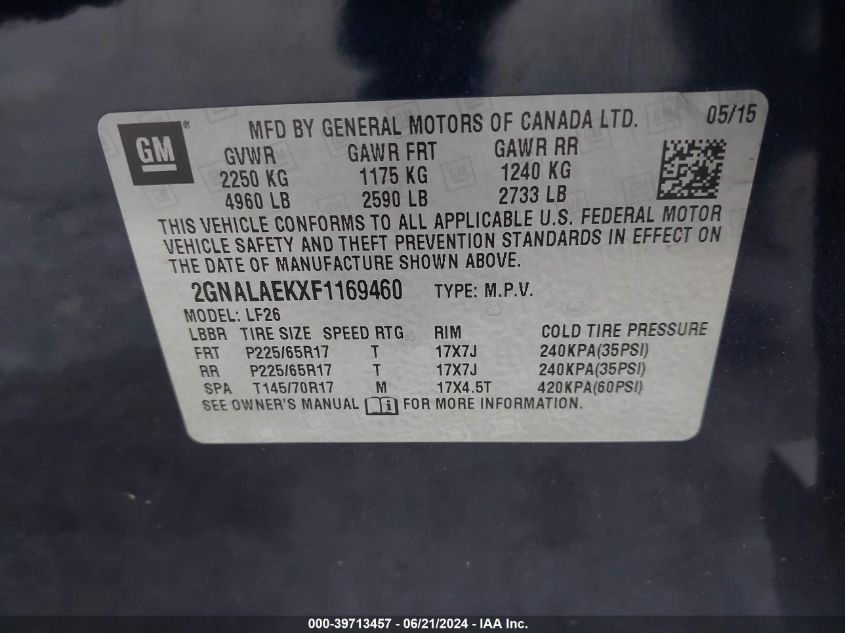 GM ® MFD BY GENERAL MOTORS OF CANADA LTD. 05/15
GVWR GAWR FRT GAWR RR
2250 KG 1175 KG 1240 KG
4960 LB 2590 LB 2733 LB
THIS VEHICLE CONFORMS TO ALL APPLICABLE U.S. FEDERAL MOTOR
VEHICLE SAFETY AND THEFT PREVENTION STANDARDS IN EFFECT ON
THE DATE OF MANUFACTURE SHOWN ABOVE.
2GNALAEKXF1169460 TYPE: M.P.V.
MODEL: LF26
LBBR TIRE SIZE SPEED RTG RIM COLD TIRE PRESSURE
FRT P225/65R17 T 17X7J 240KPA(35PSI)
RR P225/65R17 T 17X7J 240KPA(35PSI)
SPA T145/70R17 M 17X4.5T 420KPA(60PSI)
SEE OWNER'S MANUAL FOR MORE INFORMATION.
000-39713457 - 06/21/2024 - IAA Inc.